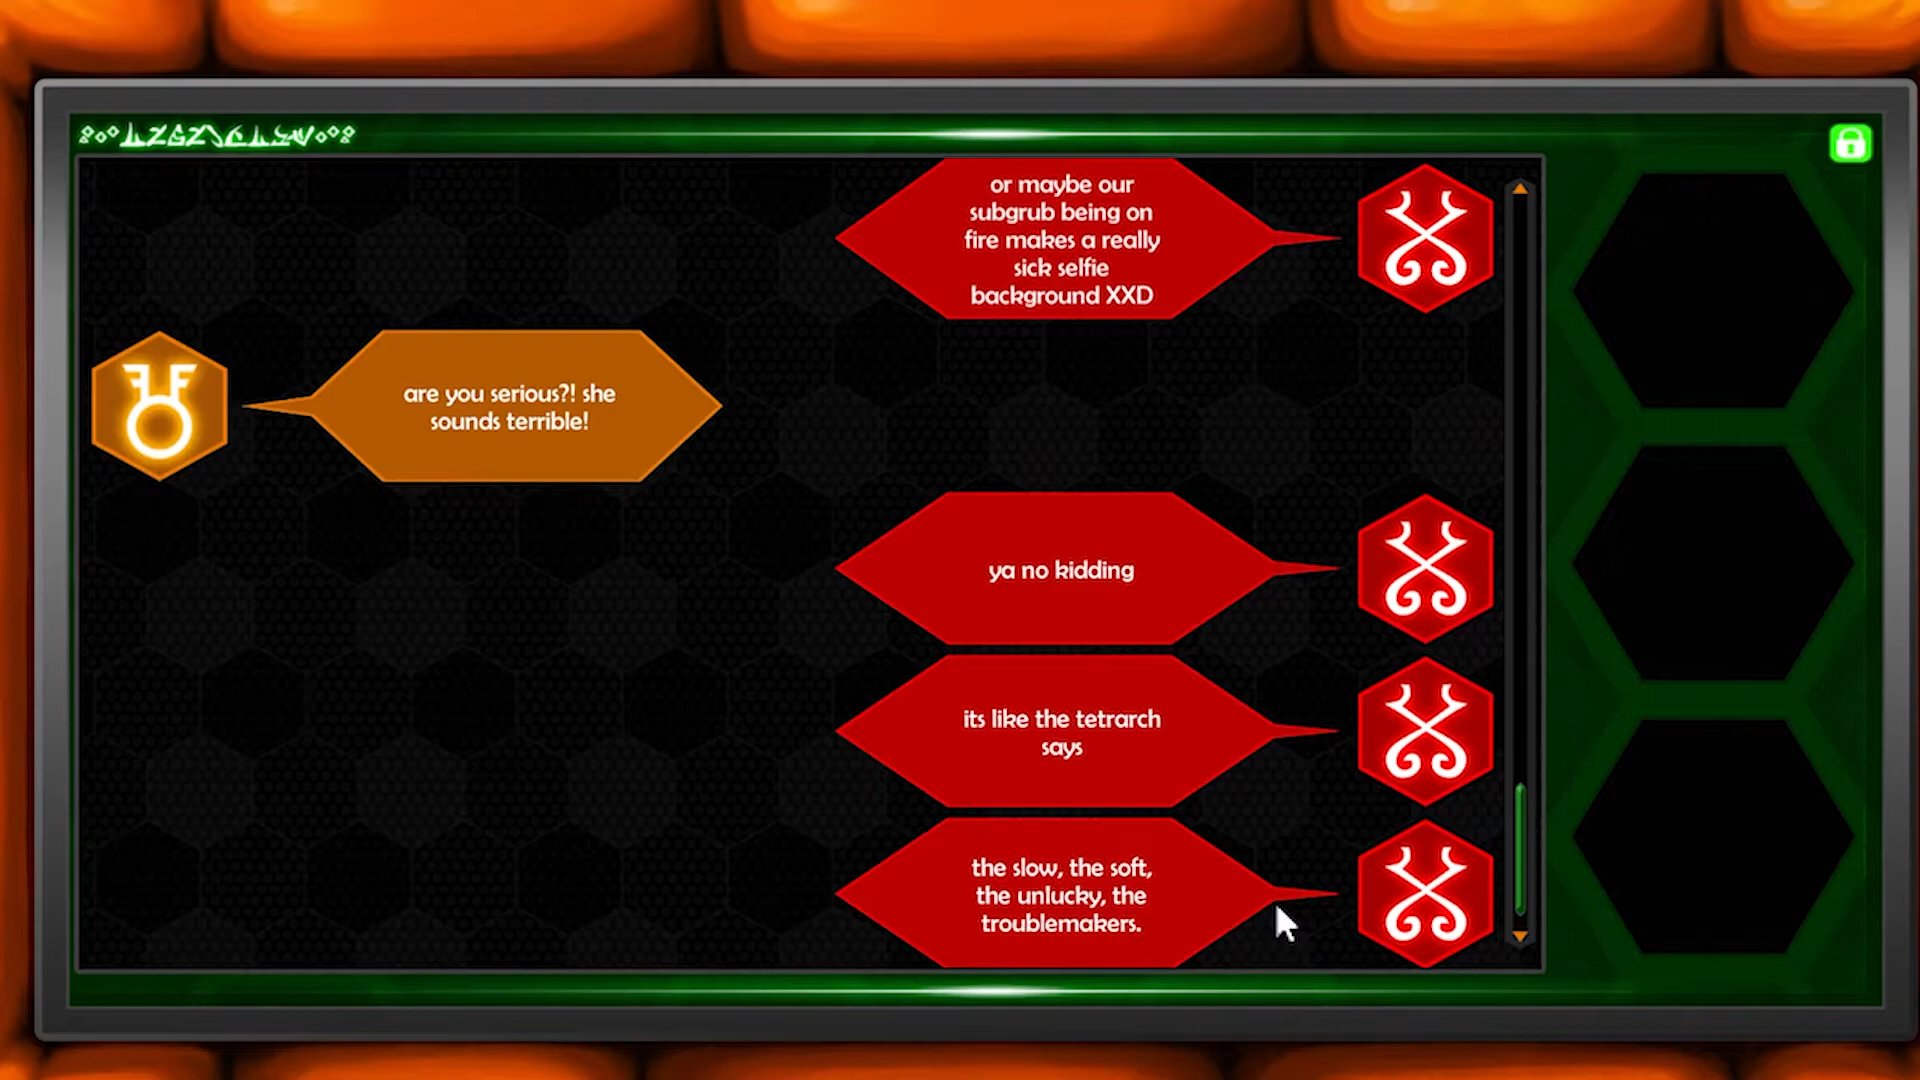 or maybe our
subgrub being on
fire makes a really
sick selfie
background XXD
are you serious?! she
sounds terrible!
ya no kidding
its like the tetrarch
says
the slow, the soft,
the unlucky, the
troublemakers.